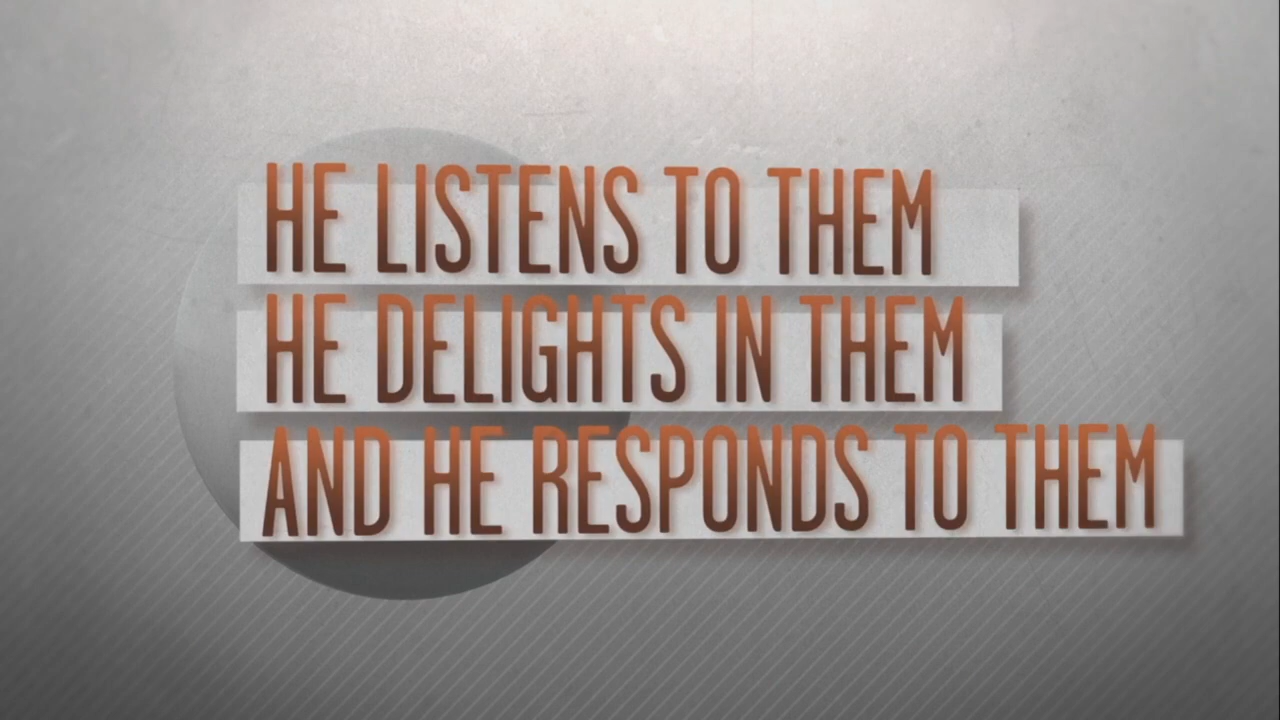 HE LISTENS TO THEM
HE DELIGHTS IN THEM
AND HE RESPONDS TO THEM